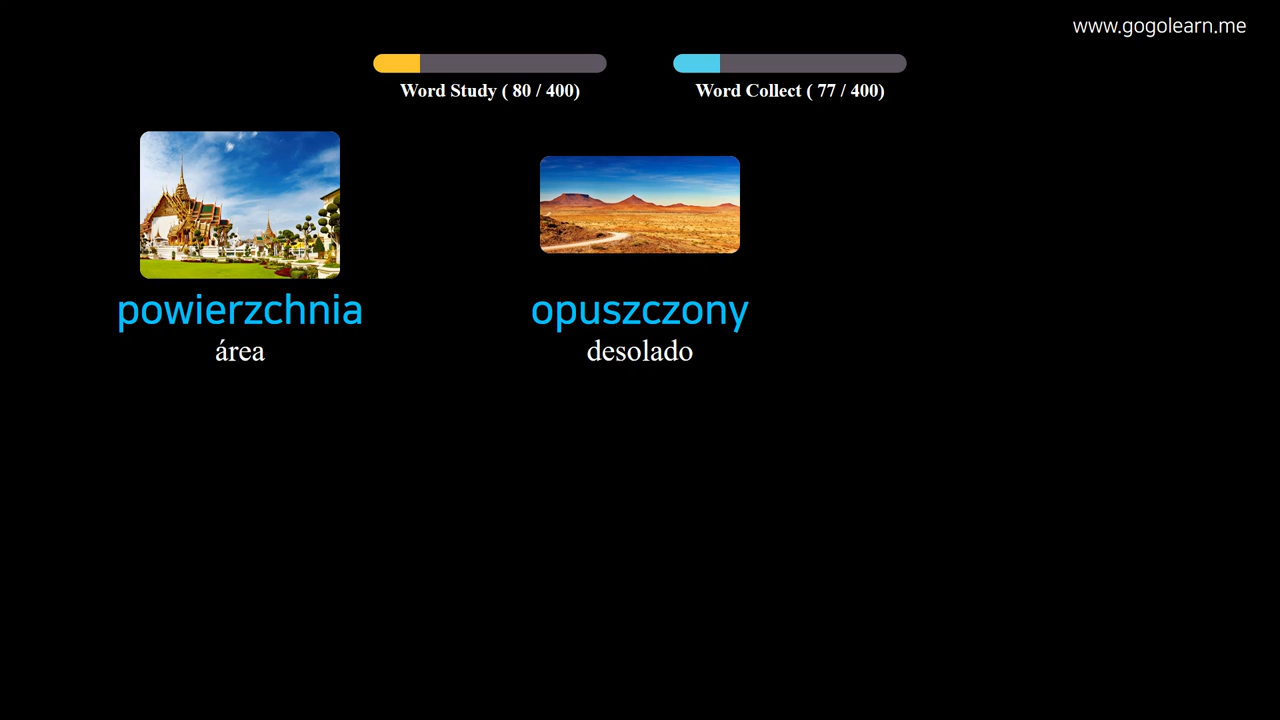 www.gogolearn.me
Word Study ( 80 / 400)
Word Collect ( 77 / 400)
powierzchnia
área
opuszczony
desolado